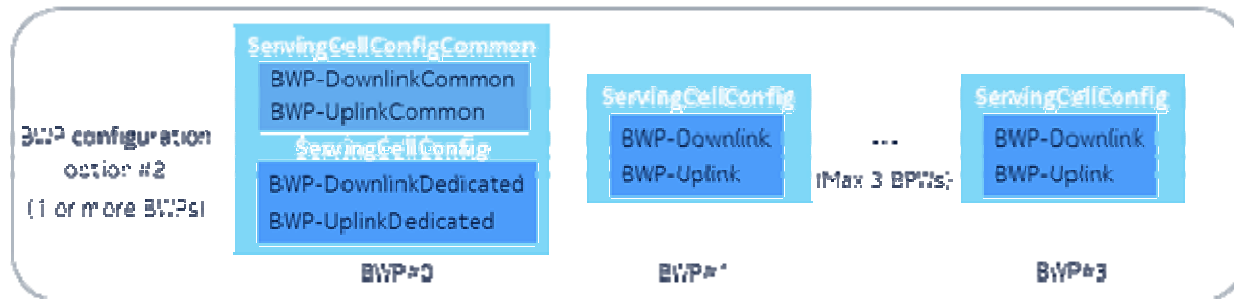 ServingCellConfigCommon
BWP-DownlinkCommon
BWP-UplinkCommon
ServingCellConfig
BWP-DownlinkDedicated
BWP-UplinkDedicated
BWP#0
BWP configuration
option #2
(1 or more BWPs)
ServingCellConfig
BWP-Downlink
BWP-Uplink
BWP#1
...
(Max 3 BPWs)
ServingCellConfig
BWP-Downlink
BWP-Uplink
BWP#3